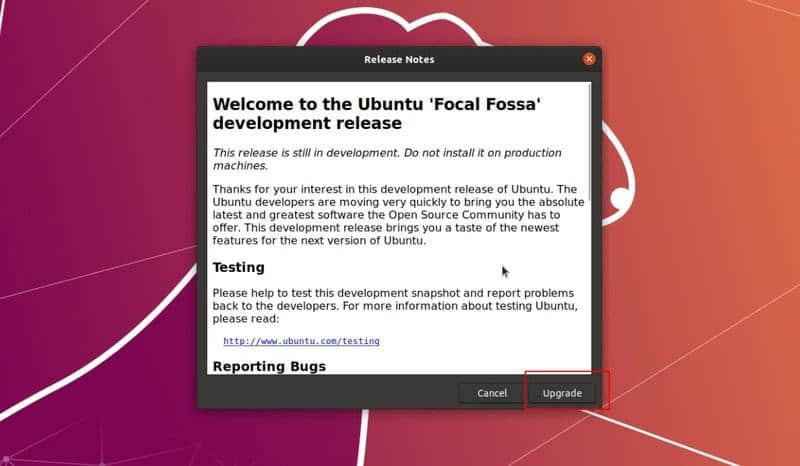 Release Notes
Welcome to the Ubuntu 'Focal Fossa'
development release
This release is still in development. Do not install it on production
machines.
Thanks for your interest in this development release of Ubuntu. The
Ubuntu developers are moving very quickly to bring you the absolute
latest and greatest software the Open Source Community has to
offer. This development release brings you a taste of the newest
features for the next version of Ubuntu.
Testing
Please help to test this development snapshot and report problems
back to the developers. For more information about testing Ubuntu,
please read:
http://www.ubuntu.com/testing
Reporting Bugs
Cancel
Upgrade